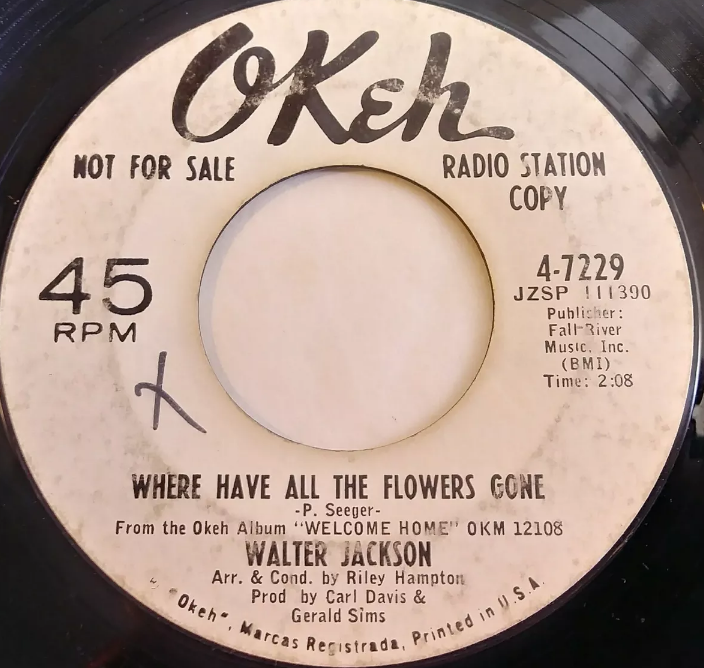 OKeh
NOT FOR SALE
RADIO STATION
COPY
45
RPM
4-7229
JZSP 111390
Publisher:
Fall River
Music, Inc.
(BMI)
Time: 2:08
X
WHERE HAVE ALL THE FLOWERS GONE
-P. Seeger-
From the Okeh Album "WELCOME HOME" OKM 12108
WALTER JACKSON
Arr. & Cond. by Riley Hampton
Prod by Carl Davis &
Gerald Sims
"Okeh", Marcas Registrada, Printed in U.S.A.